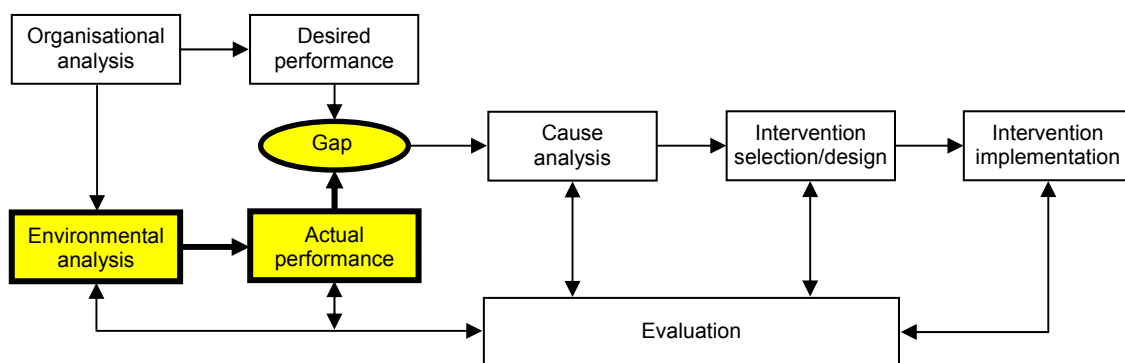 Organisational
analysis
Desired
performance
Gap
Cause
analysis
Intervention
selection/design
Intervention
implementation
Environmental
analysis
Actual
performance
Evaluation